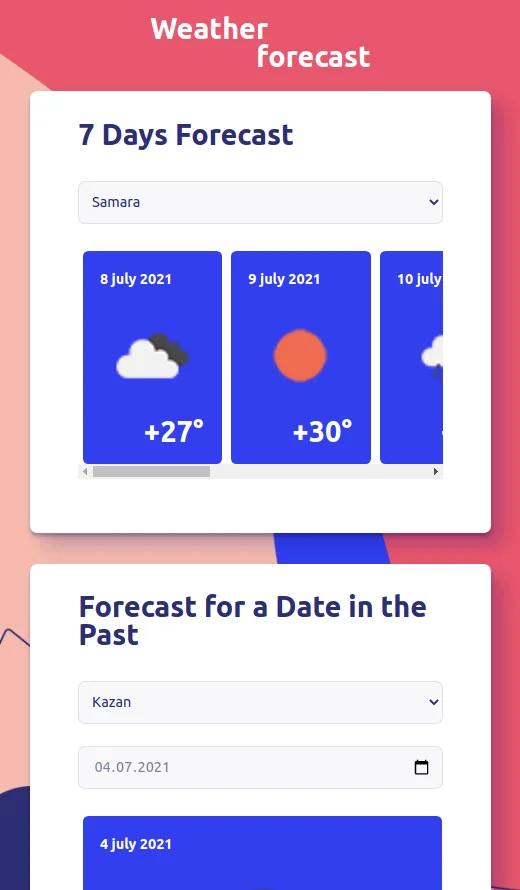 Weather
forecast
7 Days Forecast
Samara
8 july 2021
9 july 2021
10 july
+27°
+30°
Forecast for a Date in the
Past
Kazan
04.07.2021
4 july 2021